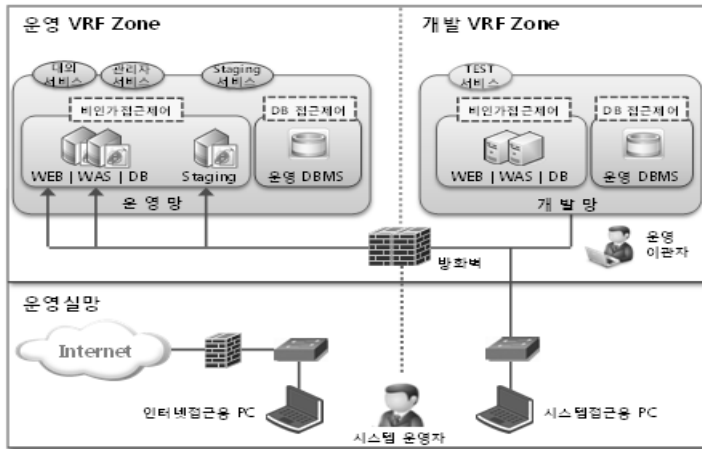 운영 VRF Zone
개발 VRF Zone
대외
서비스
관리자
서비스
Staging
서비스
TEST
서비스
비인가접근제어
DB 접근제어
비인가접근제어
DB 접근제어
WEB | WAS | DB
Staging
운영 DBMS
WEB | WAS | DB
운영 DBMS
운영망
개발망
방화벽
운영
이관자
운영실망
Internet
인터넷접근용 PC
시스템 운영자
시스템접근용 PC